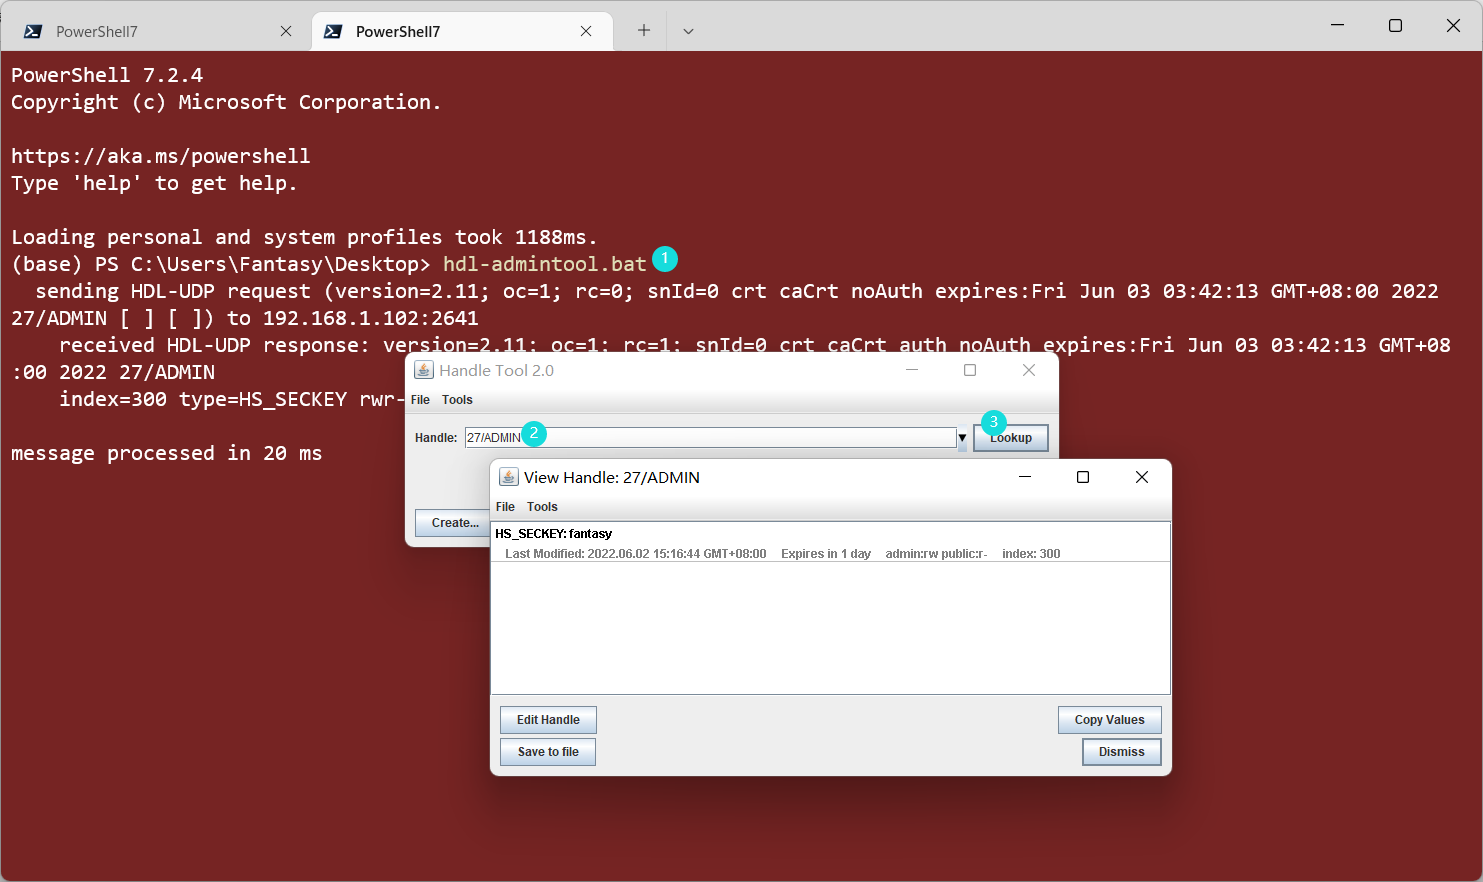 PowerShell7
PowerShell7
PowerShell 7.2.4
Copyright (c) Microsoft Corporation.
https://aka.ms/powershell
Type 'help' to get help.
Loading personal and system profiles took 1188ms.
(base) PS C:\Users\Fantasy\Desktop> hdl-admintool.bat 1
sending HDL-UDP request (version=2.11; oc=1; rc=0; snId=0 crt caCrt noAuth expires:Fri Jun 03 03:42:13 GMT+08:00 2022
27/ADMIN [ ] [ ]) to 192.168.1.102:2641
received HDL-UDP response: version=2.11; oc=1; rc=1; snId=0 crt caCrt auth noAuth expires:Fri Jun 03 03:42:13 GMT+08
:00 2022 27/ADMIN
index=300 type=HS_SECKEY rwr-
message processed in 20 ms
Handle Tool 2.0
File Tools
Handle: 27/ADMIN 2 3 Lookup
Create...
View Handle: 27/ADMIN
File Tools
HS_SECKEY: fantasy
Last Modified: 2022.06.02 15:16:44 GMT+08:00 Expires in 1 day admin:rw public:r- index: 300
Edit Handle Copy Values
Save to file Dismiss